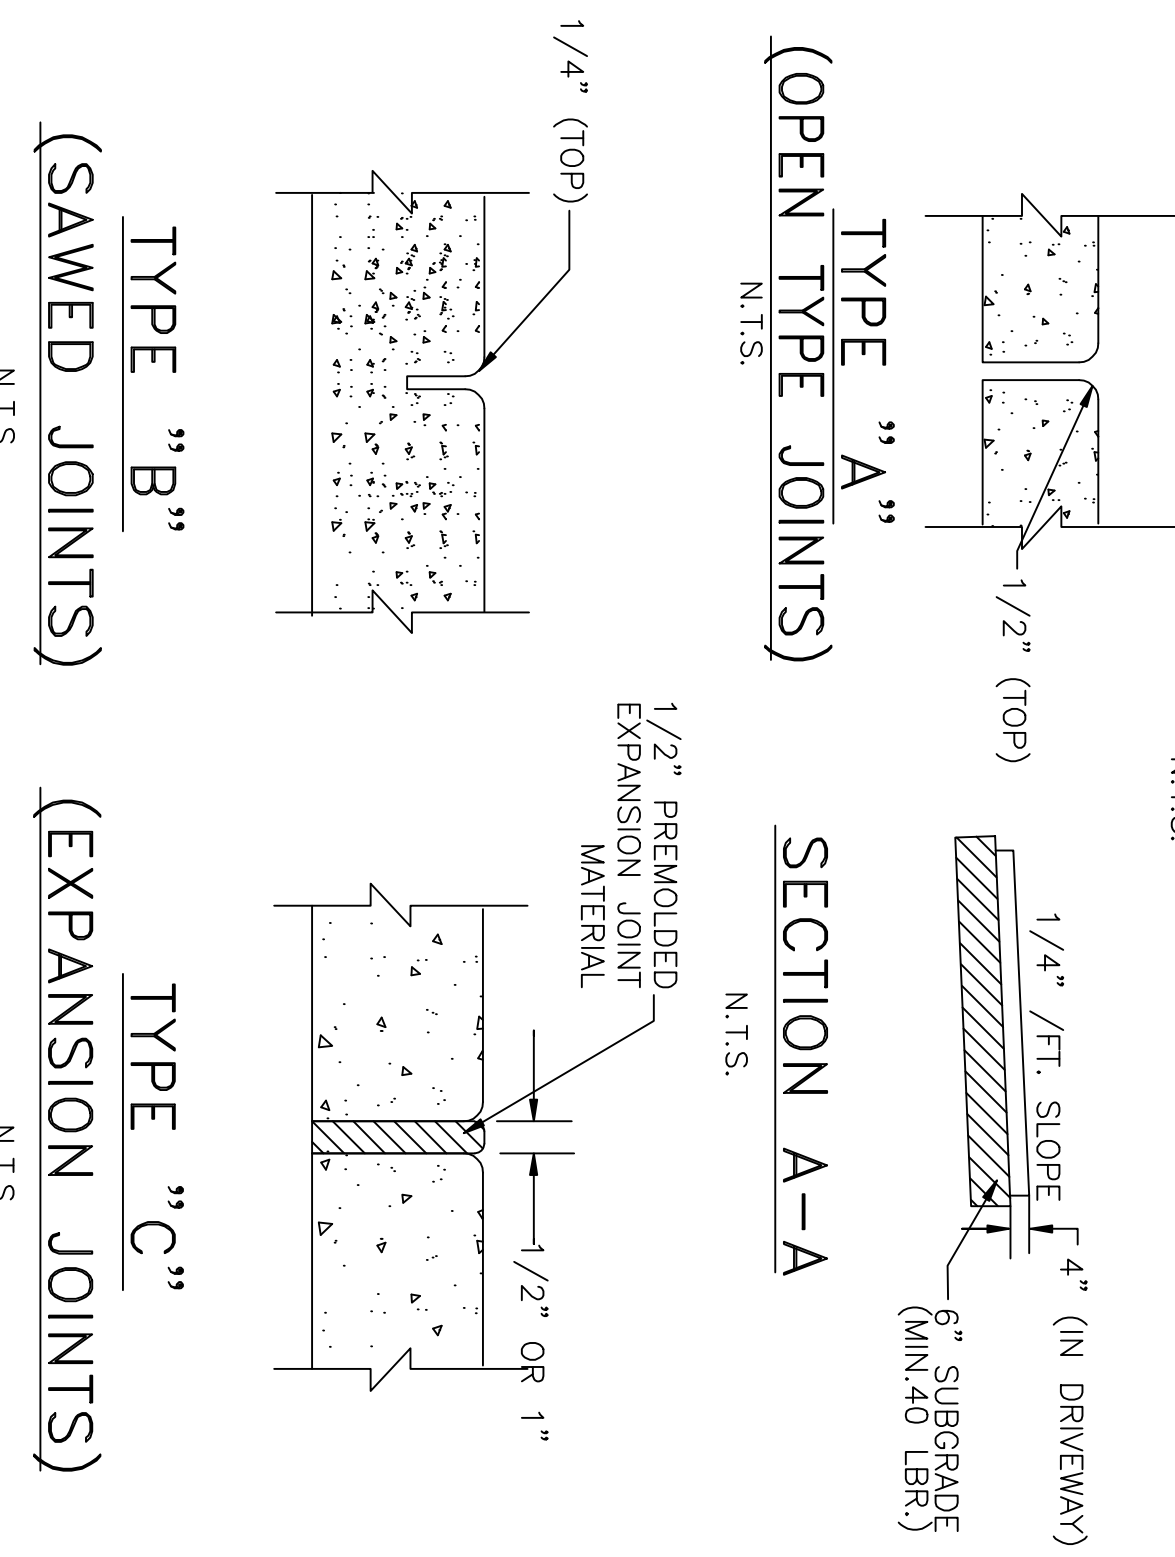 N.T.S.
1/2" (TOP)
TYPE "A"
(OPEN TYPE JOINTS)
N.T.S.
1/4" /FT. SLOPE
4" (IN DRIVEWAY)
6" SUBGRADE
(MIN.40 LBR.)
SECTION A-A
N.T.S.
1/4" (TOP)
TYPE "B"
(SAWED JOINTS)
N.T.S
1/2" PREMOLDED
EXPANSION JOINT
MATERIAL
1/2" OR 1"
TYPE "C"
(EXPANSION JOINTS)
N.T.S